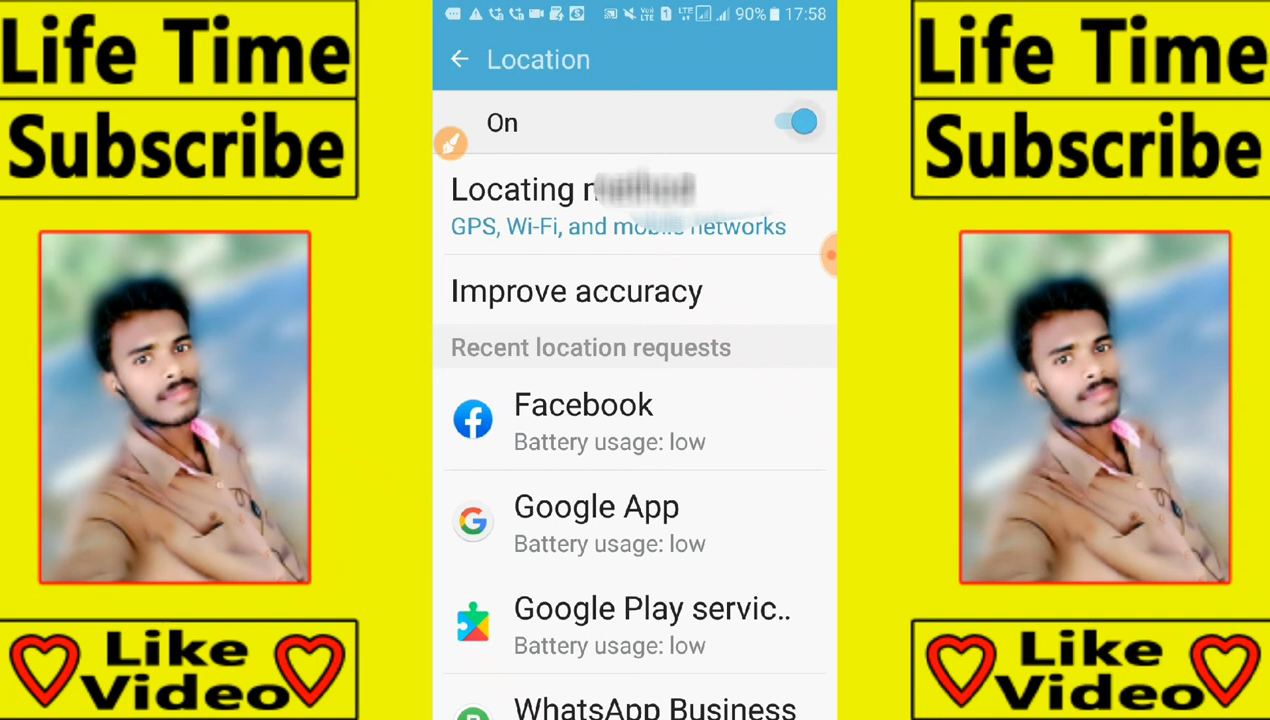 Life Time
Subscribe
Like
Video
90% 17:58
Location
On
Locating
GPS, Wi-Fi, and mobile networks
Improve accuracy
Recent location requests
Facebook
Battery usage: low
Google App
Battery usage: low
Google Play servic..
Battery usage: low
WhatsApp Business
Life Time
Subscribe
Like
Video